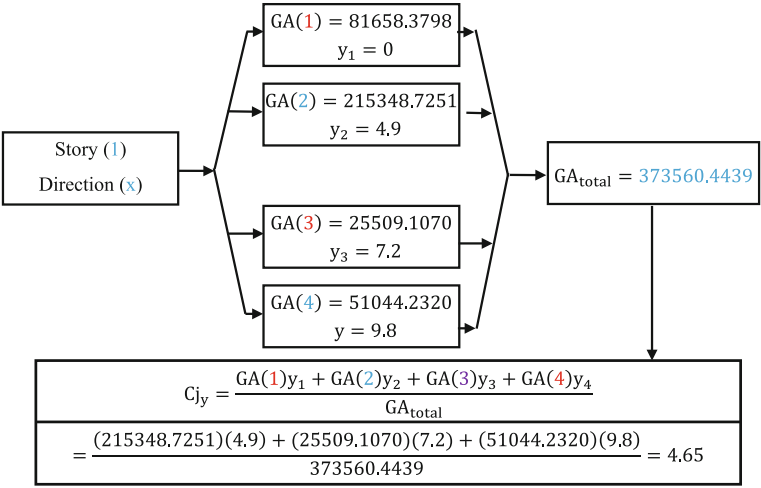 GA(1) = 81658.3798
y₁ = 0
GA(2) = 215348.7251
y₂ = 4.9
Story (1)
Direction (x)
GA(3) = 25509.1070
y₃ = 7.2
GA(4) = 51044.2320
y = 9.8
GA_total = 373560.4439
Cj_y = (GA(1)y₁ + GA(2)y₂ + GA(3)y₃ + GA(4)y₄) / GA_total
= ((215348.7251)(4.9) + (25509.1070)(7.2) + (51044.2320)(9.8)) / 373560.4439 = 4.65